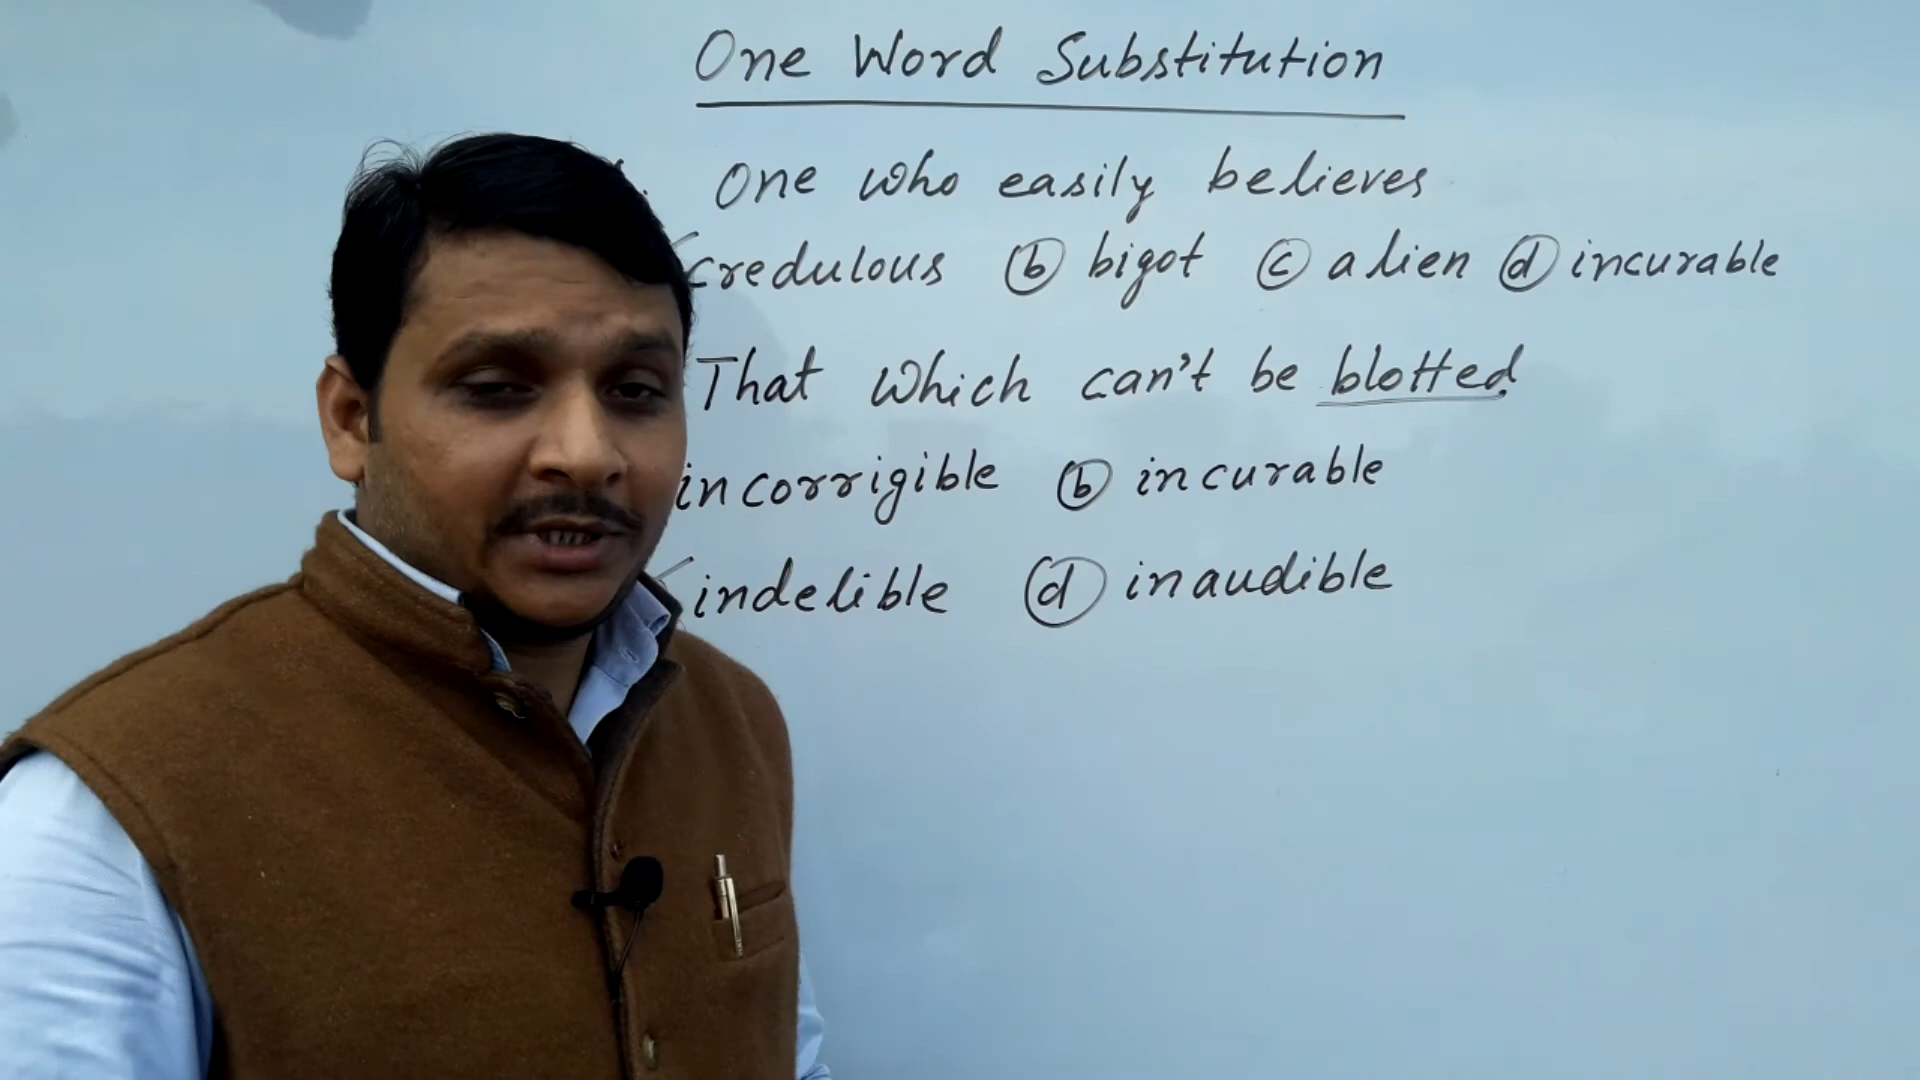 One Word Substitution
One who easily believes
credulous (b) bigot (c) alien (d) incurable
That which can't be blotted.
incorrigible (b) incurable
indelible (d) inaudible